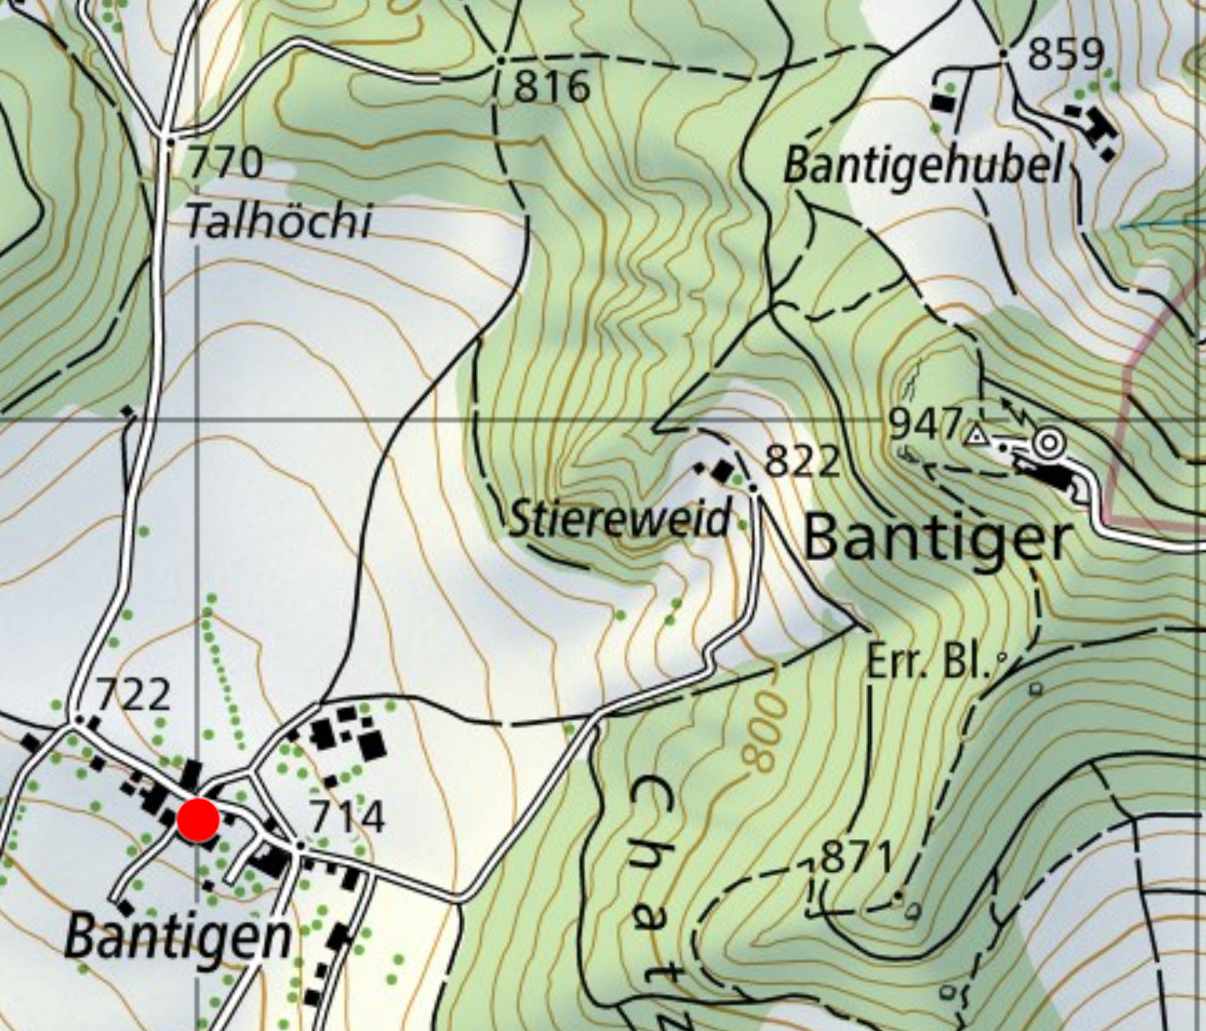 859
816
770
Bantigehubel
Talhöchi
947
822
Stiereweid
Bantiger
Err. Bl.
722
800
714
Chatz
871
Bantigen